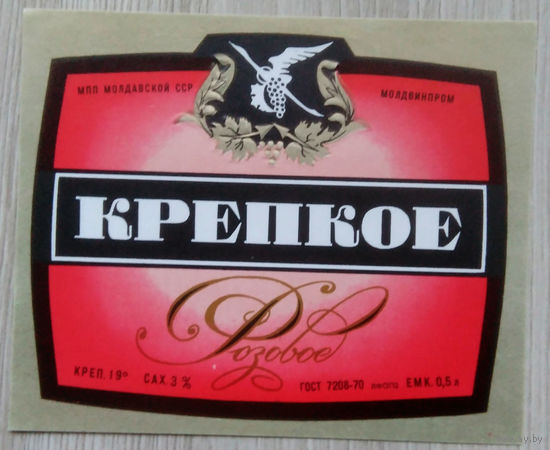 МПП МОЛДАВСКОЙ ССР
МОЛДВИНПРОМ
КРЕПКОЕ
Розовое
КРЕП. 19° САХ. 3%
ГОСТ 7208-70 ЕМК. 0,5 л